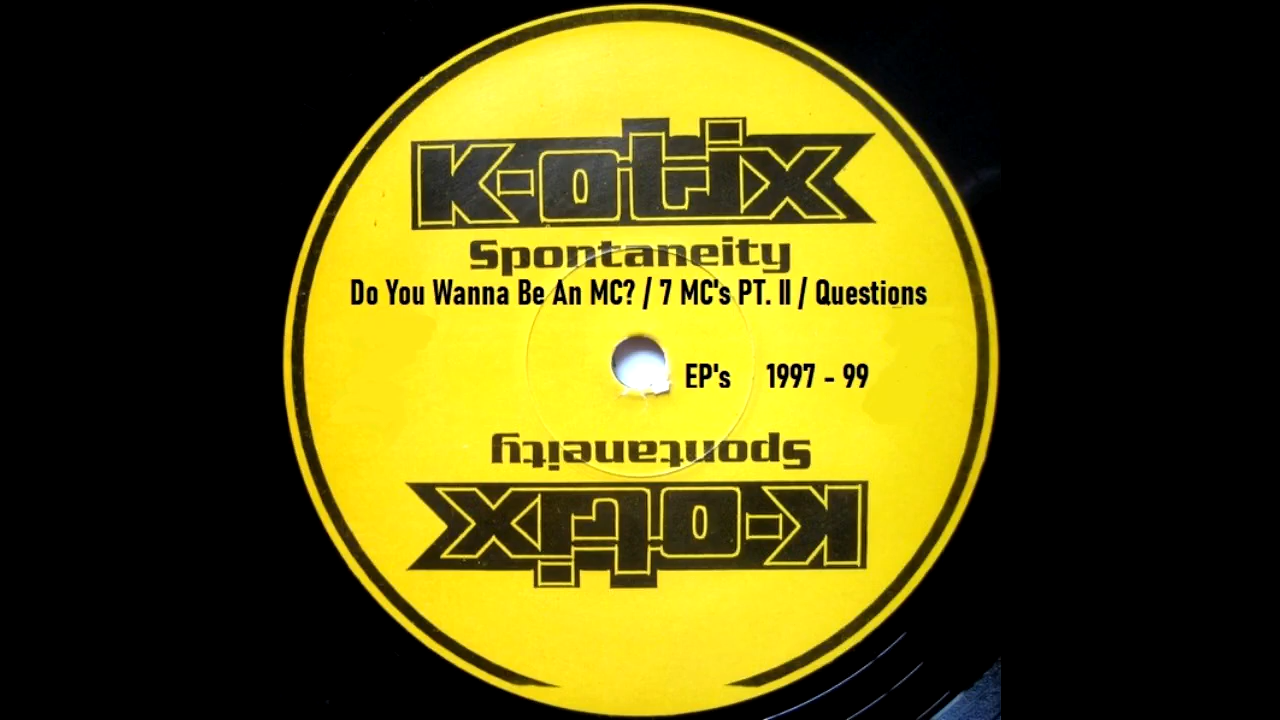 K-otix
Spontaneity
Do You Wanna Be An MC? / 7 MC's PT. II / Questions
EP's 1997 - 99
Spontaneity
K-otix